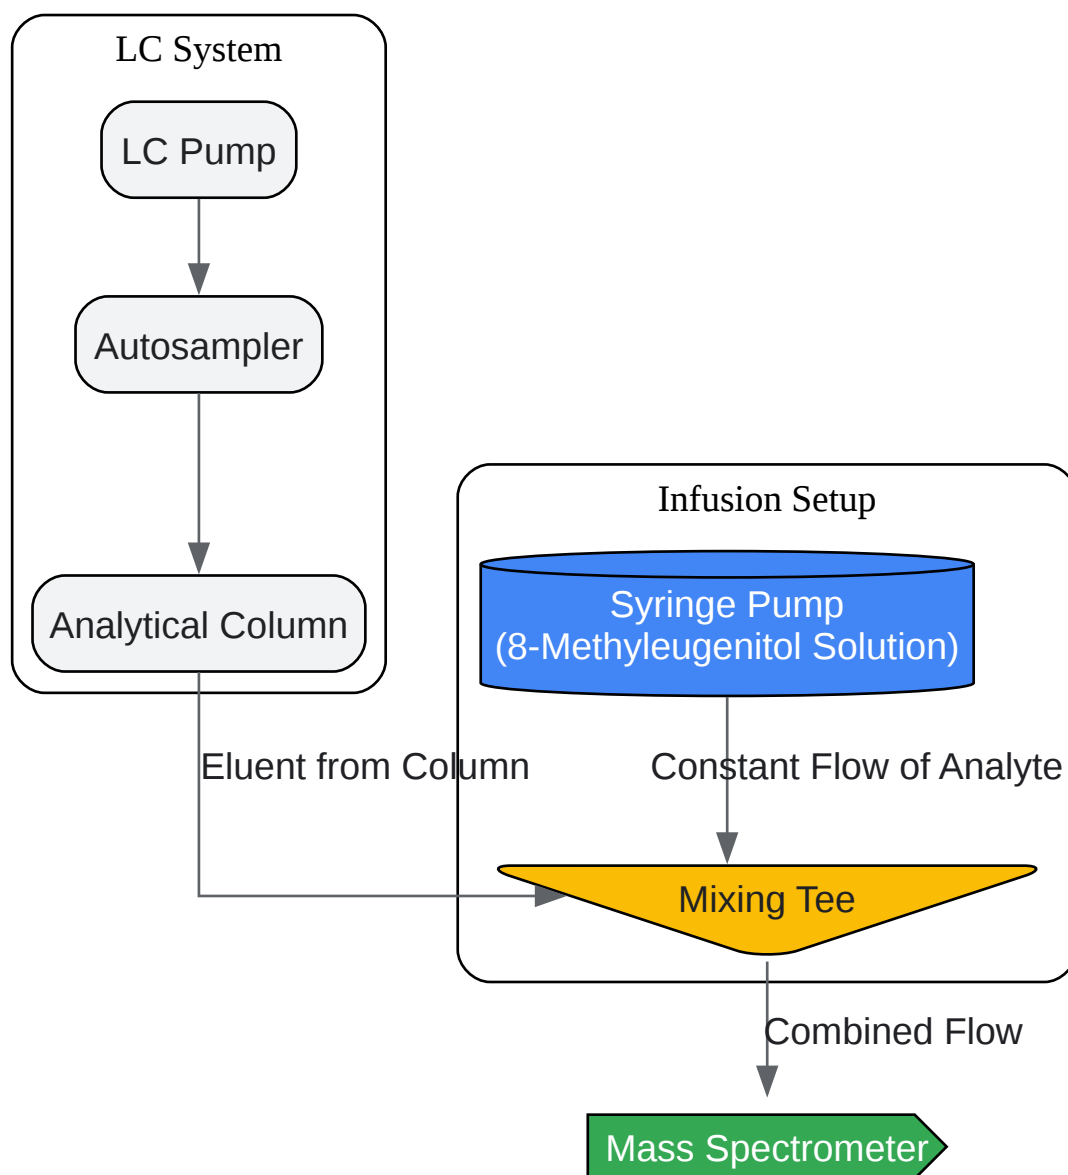 LC System
LC Pump
Autosampler
Analytical Column
Infusion Setup
Syringe Pump
(8-Methyleugenitol Solution)
Eluent from Column
Constant Flow of Analyte
Mixing Tee
Combined Flow
Mass Spectrometer